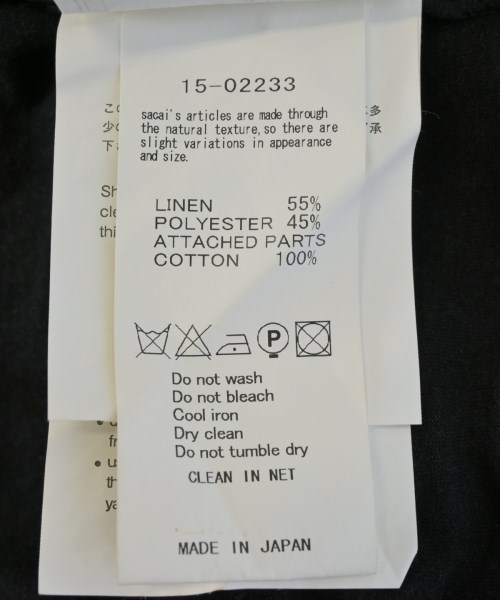 15-02233
sacai's articles are made through
the natural texture, so there are
slight variations in appearance
and size.
LINEN 55%
POLYESTER 45%
ATTACHED PARTS
COTTON 100%
P
Do not wash
Do not bleach
Cool iron
Dry clean
Do not tumble dry
CLEAN IN NET
MADE IN JAPAN